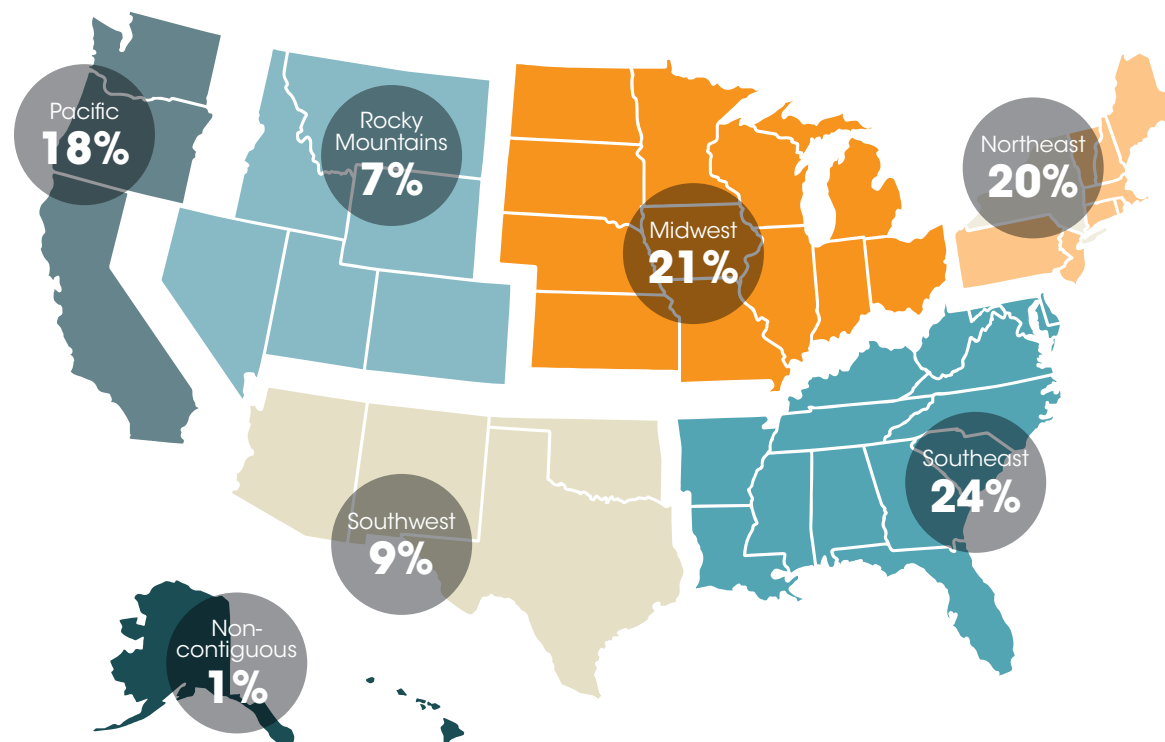 Pacific
18%
Rocky
Mountains
7%
Northeast
20%
Midwest
21%
Southeast
24%
Southwest
9%
Non-
contiguous
1%